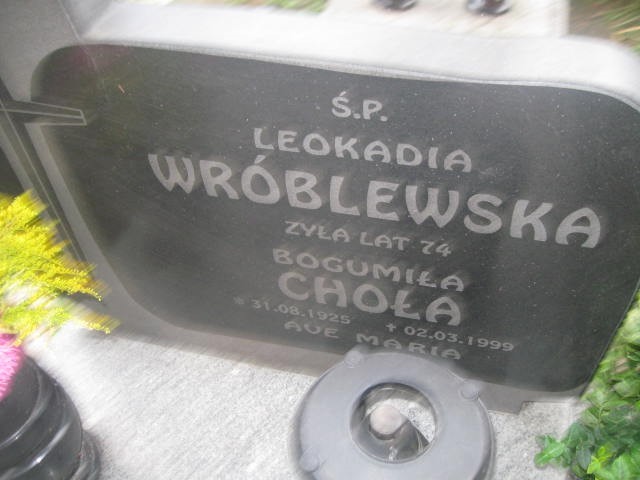 Ś.P.
LEOKADIA
WRÓBLEWSKA
ŻYŁA LAT 74
BOGUMIŁA
CHOŁA
* 31.08.1925 + 02.03.1999
AVE MARIA